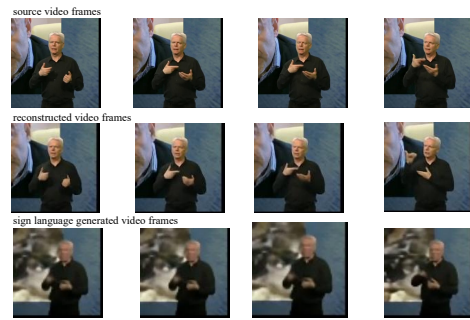 source video frames
reconstructed video frames
sign language generated video frames